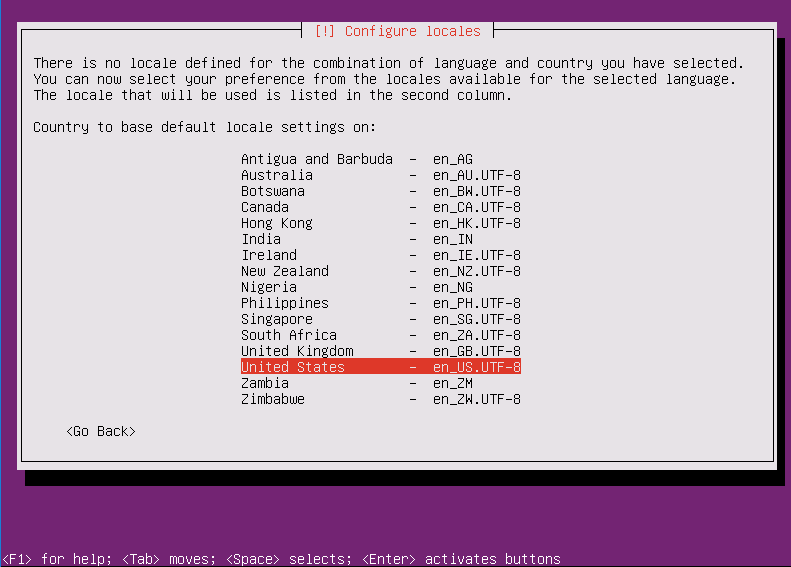 [!] Configure locales
There is no locale defined for the combination of language and country you have selected.
You can now select your preference from the locales available for the selected language.
The locale that will be used is listed in the second column.
Country to base default locale settings on:
Antigua and Barbuda - en_AG
Australia - en_AU.UTF-8
Botswana - en_BW.UTF-8
Canada - en_CA.UTF-8
Hong Kong - en_HK.UTF-8
India - en_IN
Ireland - en_IE.UTF-8
New Zealand - en_NZ.UTF-8
Nigeria - en_NG
Philippines - en_PH.UTF-8
Singapore - en_SG.UTF-8
South Africa - en_ZA.UTF-8
United Kingdom - en_GB.UTF-8
United States - en_US.UTF-8
Zambia - en_ZM
Zimbabwe - en_ZW.UTF-8
<Go Back>
<F1> for help; <Tab> moves; <Space> selects; <Enter> activates buttons